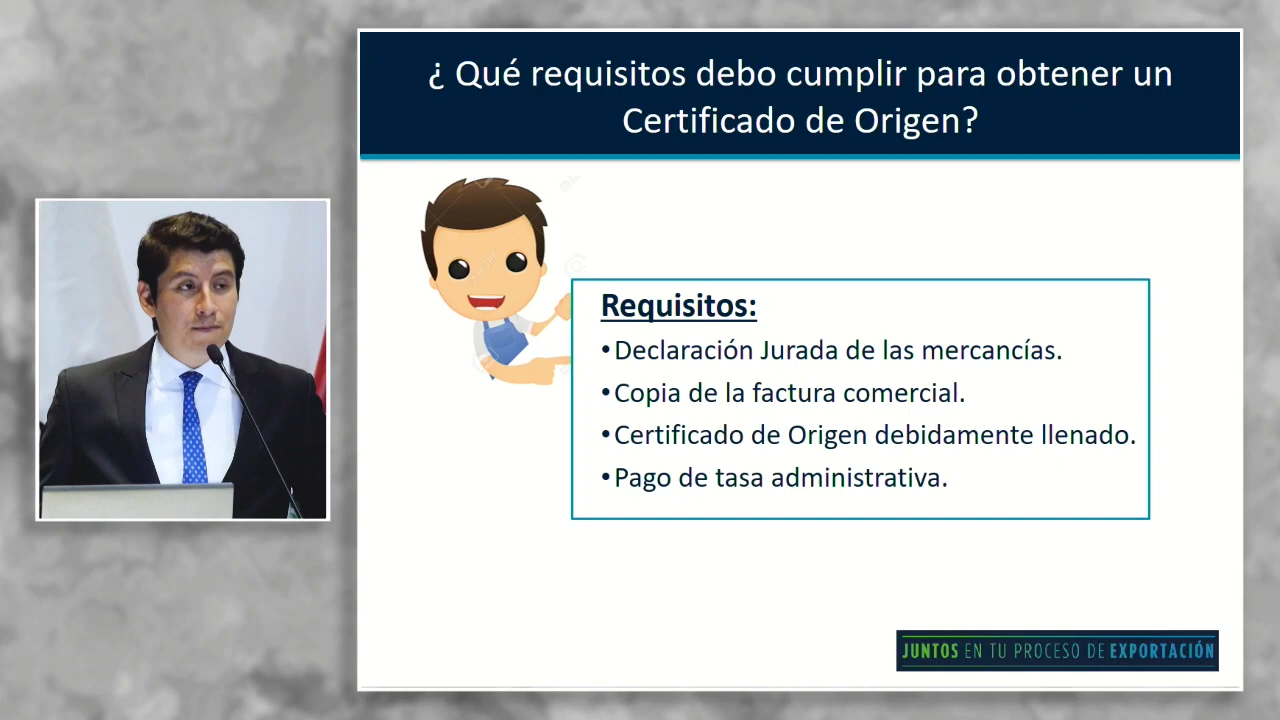 ¿ Qué requisitos debo cumplir para obtener un
Certificado de Origen?
Requisitos:
•Declaración Jurada de las mercancías.
•Copia de la factura comercial.
•Certificado de Origen debidamente llenado.
•Pago de tasa administrativa.
JUNTOS EN TU PROCESO DE EXPORTACIÓN